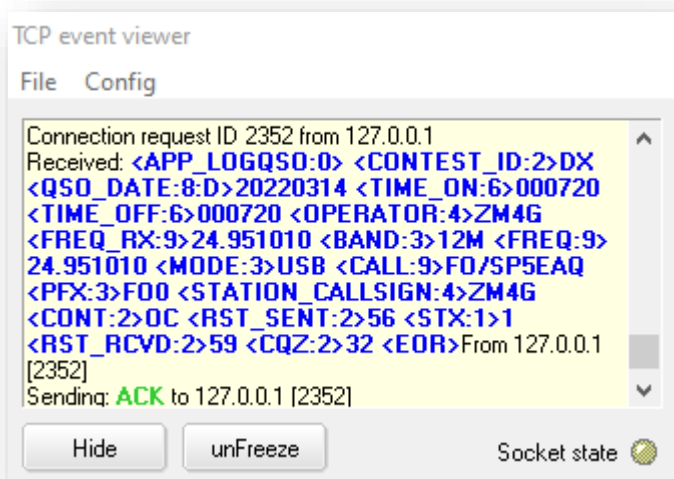 TCP event viewer
File Config
Connection request ID 2352 from 127.0.0.1
Received: <APP_LOGQSO:0> <CONTEST_ID:2>DX
<QSO_DATE:8:D>20220314 <TIME_ON:6>000720
<TIME_OFF:6>000720 <OPERATOR:4>ZM4G
<FREQ_RX:9>24.951010 <BAND:3>12M <FREQ:9>
24.951010 <MODE:3>USB <CALL:9>FO/SP5EAQ
<PFX:3>FO0 <STATION_CALLSIGN:4>ZM4G
<CONT:2>OC <RST_SENT:2>56 <STX:1>1
<RST_RCVD:2>59 <CQZ:2>32 <EOR>From 127.0.0.1
[2352]
Sending: ACK to 127.0.0.1 [2352]
Hide unFreeze Socket state